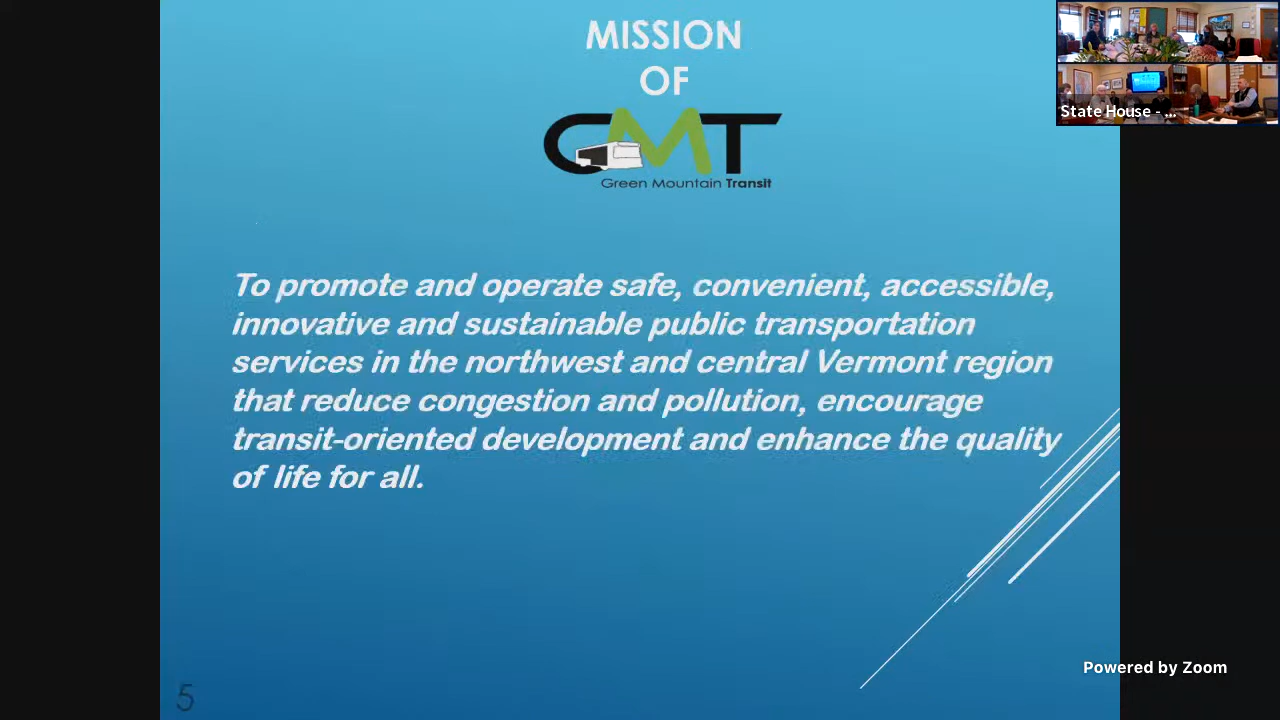 MISSION
OF
GMT
Green Mountain Transit
State House - ...
To promote and operate safe, convenient, accessible,
innovative and sustainable public transportation
services in the northwest and central Vermont region
that reduce congestion and pollution, encourage
transit-oriented development and enhance the quality
of life for all.
Powered by Zoom
5